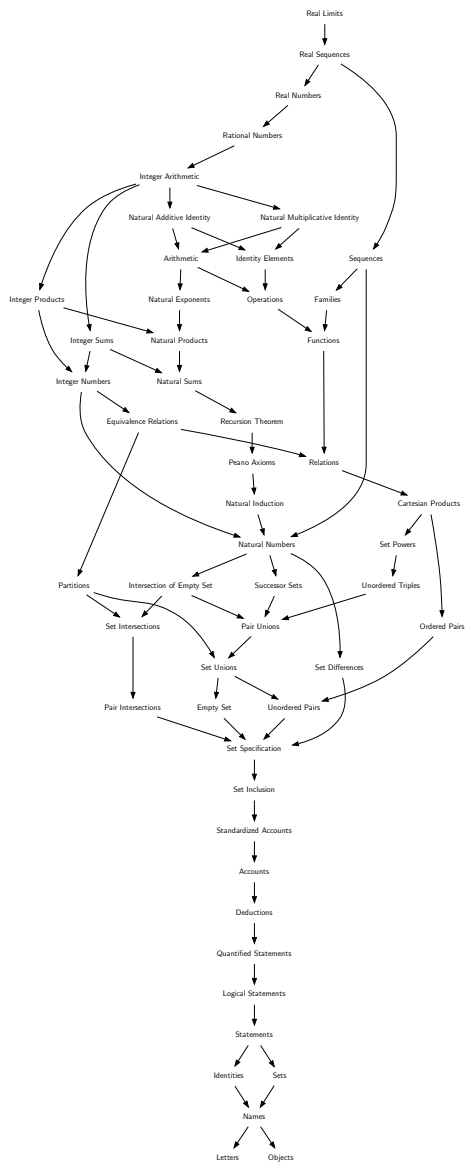 Real Limits
Real Sequences
Real Numbers
Rational Numbers
Integer Arithmetic
Natural Additive Identity
Natural Multiplicative Identity
Arithmetic
Identity Elements
Sequences
Integer Products
Natural Exponents
Operations
Families
Integer Sums
Natural Products
Functions
Integer Numbers
Natural Sums
Equivalence Relations
Recursion Theorem
Peano Axioms
Relations
Natural Induction
Cartesian Products
Natural Numbers
Set Powers
Partitions
Intersection of Empty Set
Successor Sets
Unordered Triples
Set Intersections
Pair Unions
Ordered Pairs
Set Unions
Set Differences
Pair Intersections
Empty Set
Unordered Pairs
Set Specification
Set Inclusion
Standardized Accounts
Accounts
Deductions
Quantified Statements
Logical Statements
Statements
Identities
Sets
Names
Letters
Objects